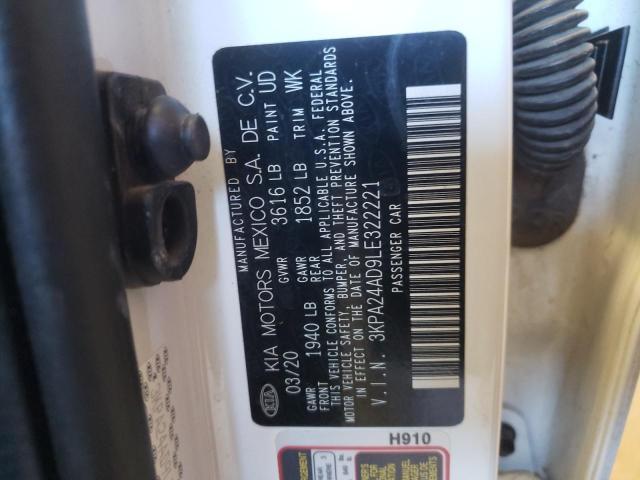 MANUFACTURED BY
KIA KIA MOTORS MEXICO S.A. DE C.V.
03/20 GVWR 3616 LB PAINT UD
GAWR FRONT 1940 LB GAWR REAR 1852 LB TRIM WK
THIS VEHICLE CONFORMS TO ALL APPLICABLE U.S.A. FEDERAL
MOTOR VEHICLE SAFETY, BUMPER, AND THEFT PREVENTION STANDARDS
IN EFFECT ON THE DATE OF MANUFACTURE SHOWN ABOVE.
V.I.N. 3KPA24AD9LE322221
PASSENGER CAR
H910